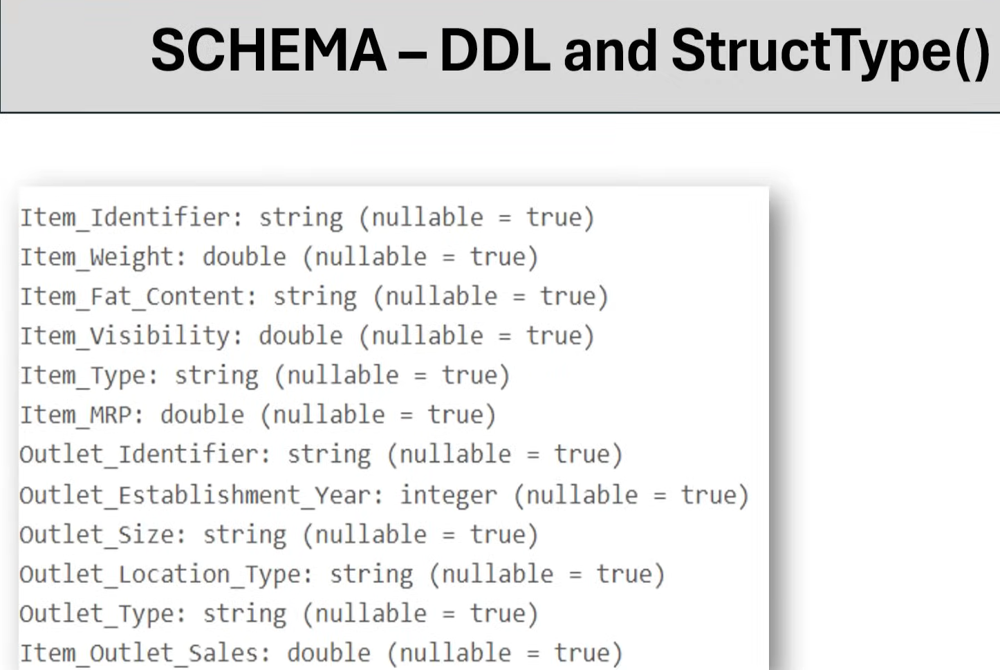 SCHEMA – DDL and StructType()
Item_Identifier: string (nullable = true)
Item_Weight: double (nullable = true)
Item_Fat_Content: string (nullable = true)
Item_Visibility: double (nullable = true)
Item_Type: string (nullable = true)
Item_MRP: double (nullable = true)
Outlet_Identifier: string (nullable = true)
Outlet_Establishment_Year: integer (nullable = true)
Outlet_Size: string (nullable = true)
Outlet_Location_Type: string (nullable = true)
Outlet_Type: string (nullable = true)
Item_Outlet_Sales: double (nullable = true)